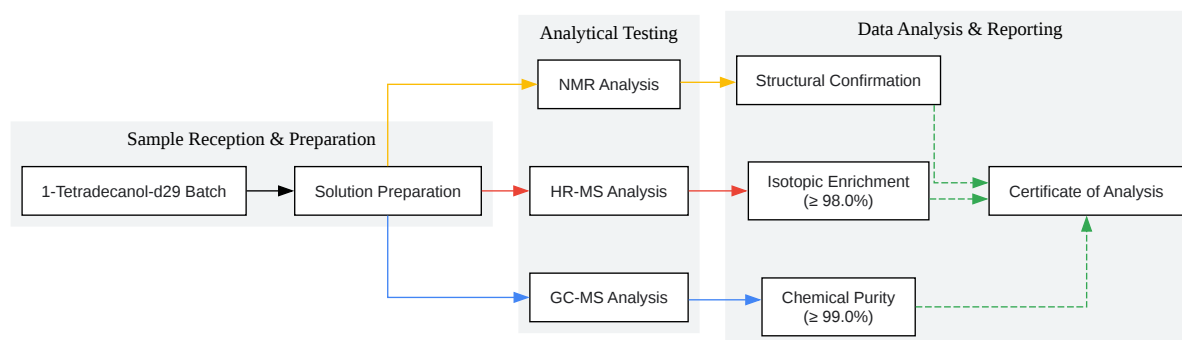 Sample Reception & Preparation
1-Tetradecanol-d29 Batch
Solution Preparation
Analytical Testing
NMR Analysis
HR-MS Analysis
GC-MS Analysis
Data Analysis & Reporting
Structural Confirmation
Isotopic Enrichment
(≥ 98.0%)
Chemical Purity
(≥ 99.0%)
Certificate of Analysis